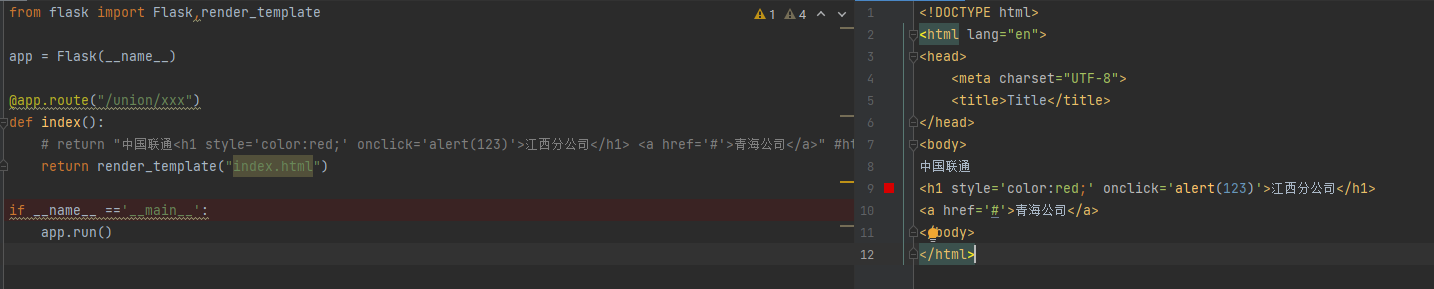 from flask import Flask,render_template
app = Flask(__name__)
@app.route("/union/xxx")
def index():
# return "中国联通<h1 style='color:red;' onclick='alert(123)'>江西分公司</h1> <a href='#'>青海公司</a>" #ht
return render_template("index.html")
if __name__ =='__main__':
app.run()
1 4
1 <!DOCTYPE html>
2 <html lang="en">
3 <head>
4 <meta charset="UTF-8">
5 <title>Title</title>
6 </head>
7 <body>
8 中国联通
9 <h1 style='color:red;' onclick='alert(123)'>江西分公司</h1>
10 <a href='#'>青海公司</a>
11 </body>
12 </html>